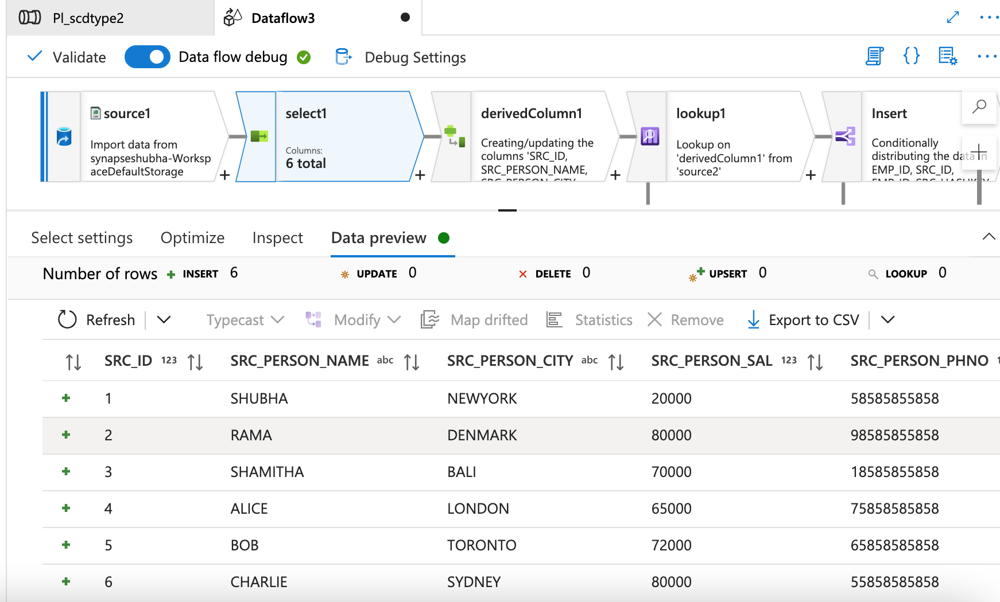 Pl_scdtype2
Dataflow3
Validate
Data flow debug
Debug Settings
source1
Import data from
synapseshubha-Worksp
aceDefaultStorage
select1
Columns:
6 total
derivedColumn1
Creating/updating the
columns 'SRC_ID,
SRC_PERSON_NAME,
SRC_PERSON_CITY,
lookup1
Lookup on
'derivedColumn1' from
'source2'
Insert
Conditionally
distributing the data in
EMP_ID, SRC_ID,
EMP_ID, SRC_HASHKEY
Select settings Optimize Inspect Data preview
Number of rows INSERT 6 UPDATE 0 DELETE 0 UPSERT 0 LOOKUP 0
Refresh Typecast Modify Map drifted Statistics Remove Export to CSV
SRC_ID 123 SRC_PERSON_NAME abc SRC_PERSON_CITY abc SRC_PERSON_SAL 123 SRC_PERSON_PHNO
1 SHUBHA NEWYORK 20000 58585855858
2 RAMA DENMARK 80000 98585855858
3 SHAMITHA BALI 70000 18585855858
4 ALICE LONDON 65000 75858585858
5 BOB TORONTO 72000 65858585858
6 CHARLIE SYDNEY 80000 55858585858